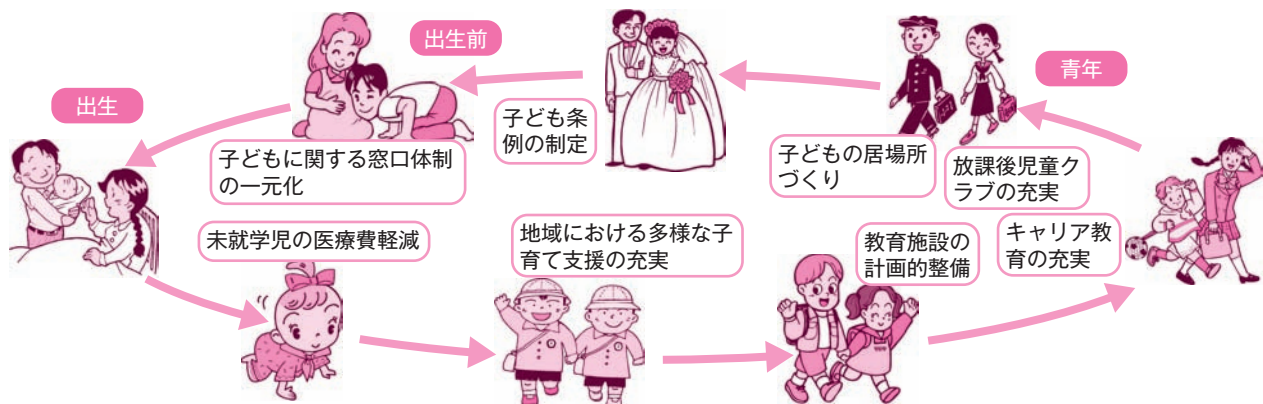 出生前
青年
出生
子ども条
例の制定
子どもに関する窓口体制
の一元化
子どもの居場所
づくり
放課後児童ク
ラブの充実
未就学児の医療費軽減
地域における多様な子
育て支援の充実
教育施設の
計画的整備
キャリア教
育の充実